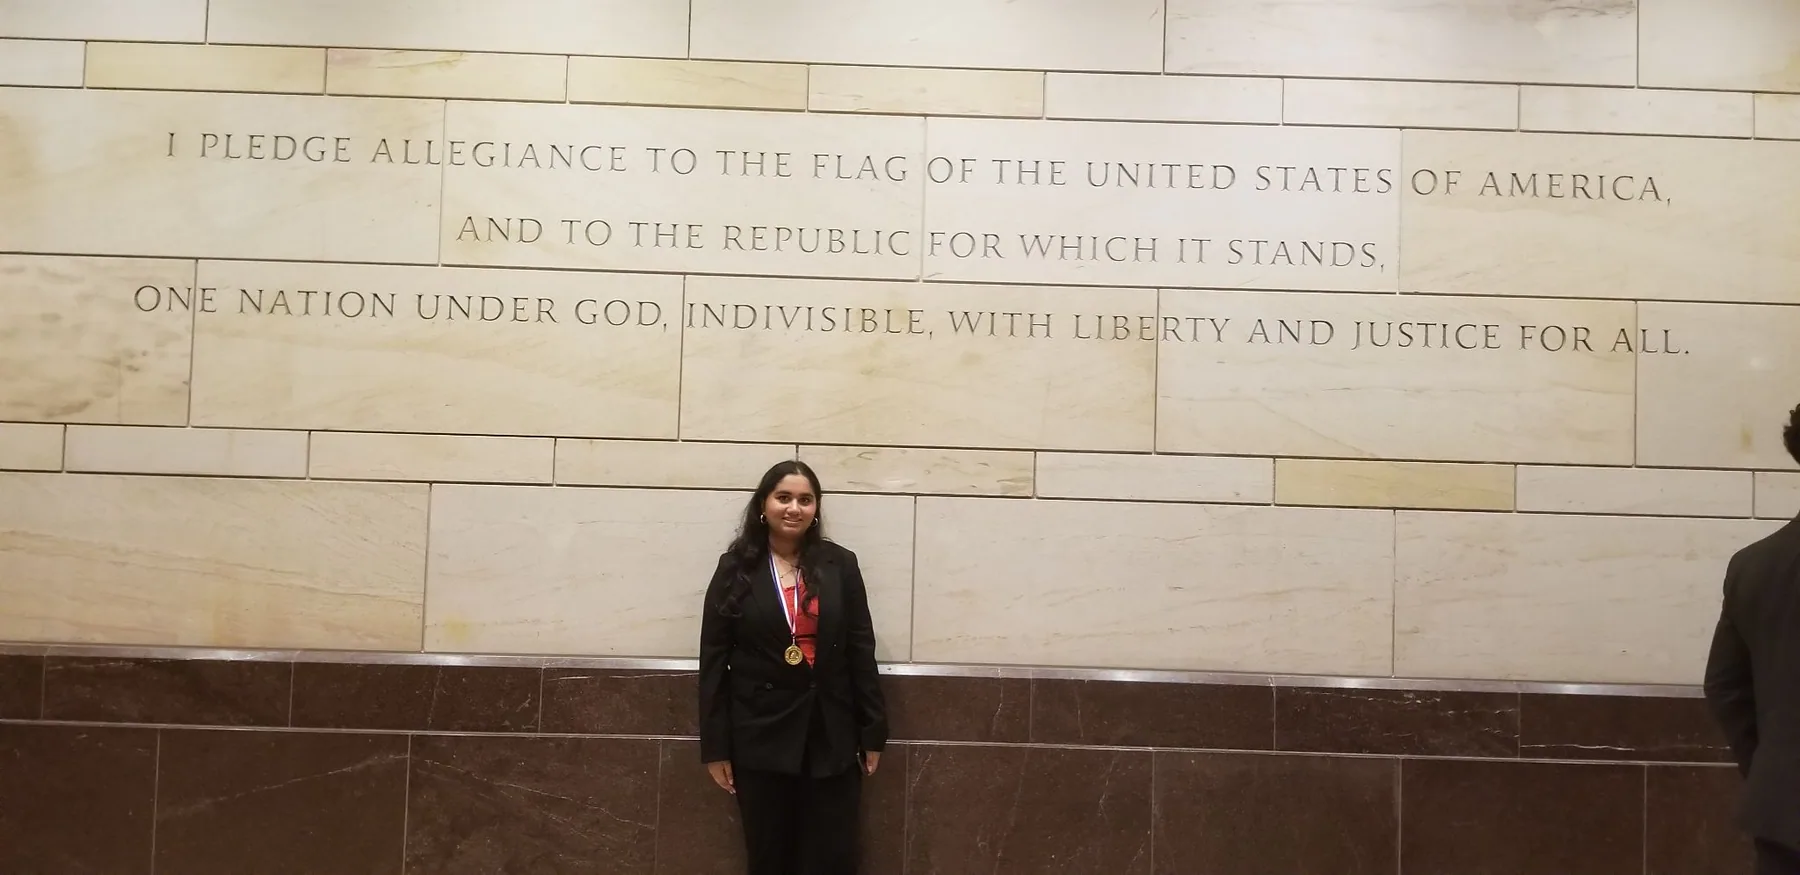 I PLEDGE ALLEGIANCE TO THE FLAG OF THE UNITED STATES OF AMERICA,
AND TO THE REPUBLIC FOR WHICH IT STANDS,
ONE NATION UNDER GOD, INDIVISIBLE, WITH LIBERTY AND JUSTICE FOR ALL.